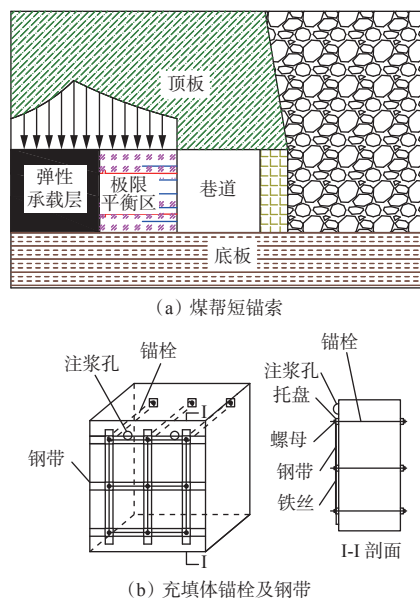 顶板
弹性
承载层
极限
平衡区
巷道
底板
(a) 煤帮短锚索
注浆孔
锚栓
I
钢带
I
锚栓
注浆孔
托盘
螺母
钢带
铁丝
I-I 剖面
(b) 充填体锚栓及钢带